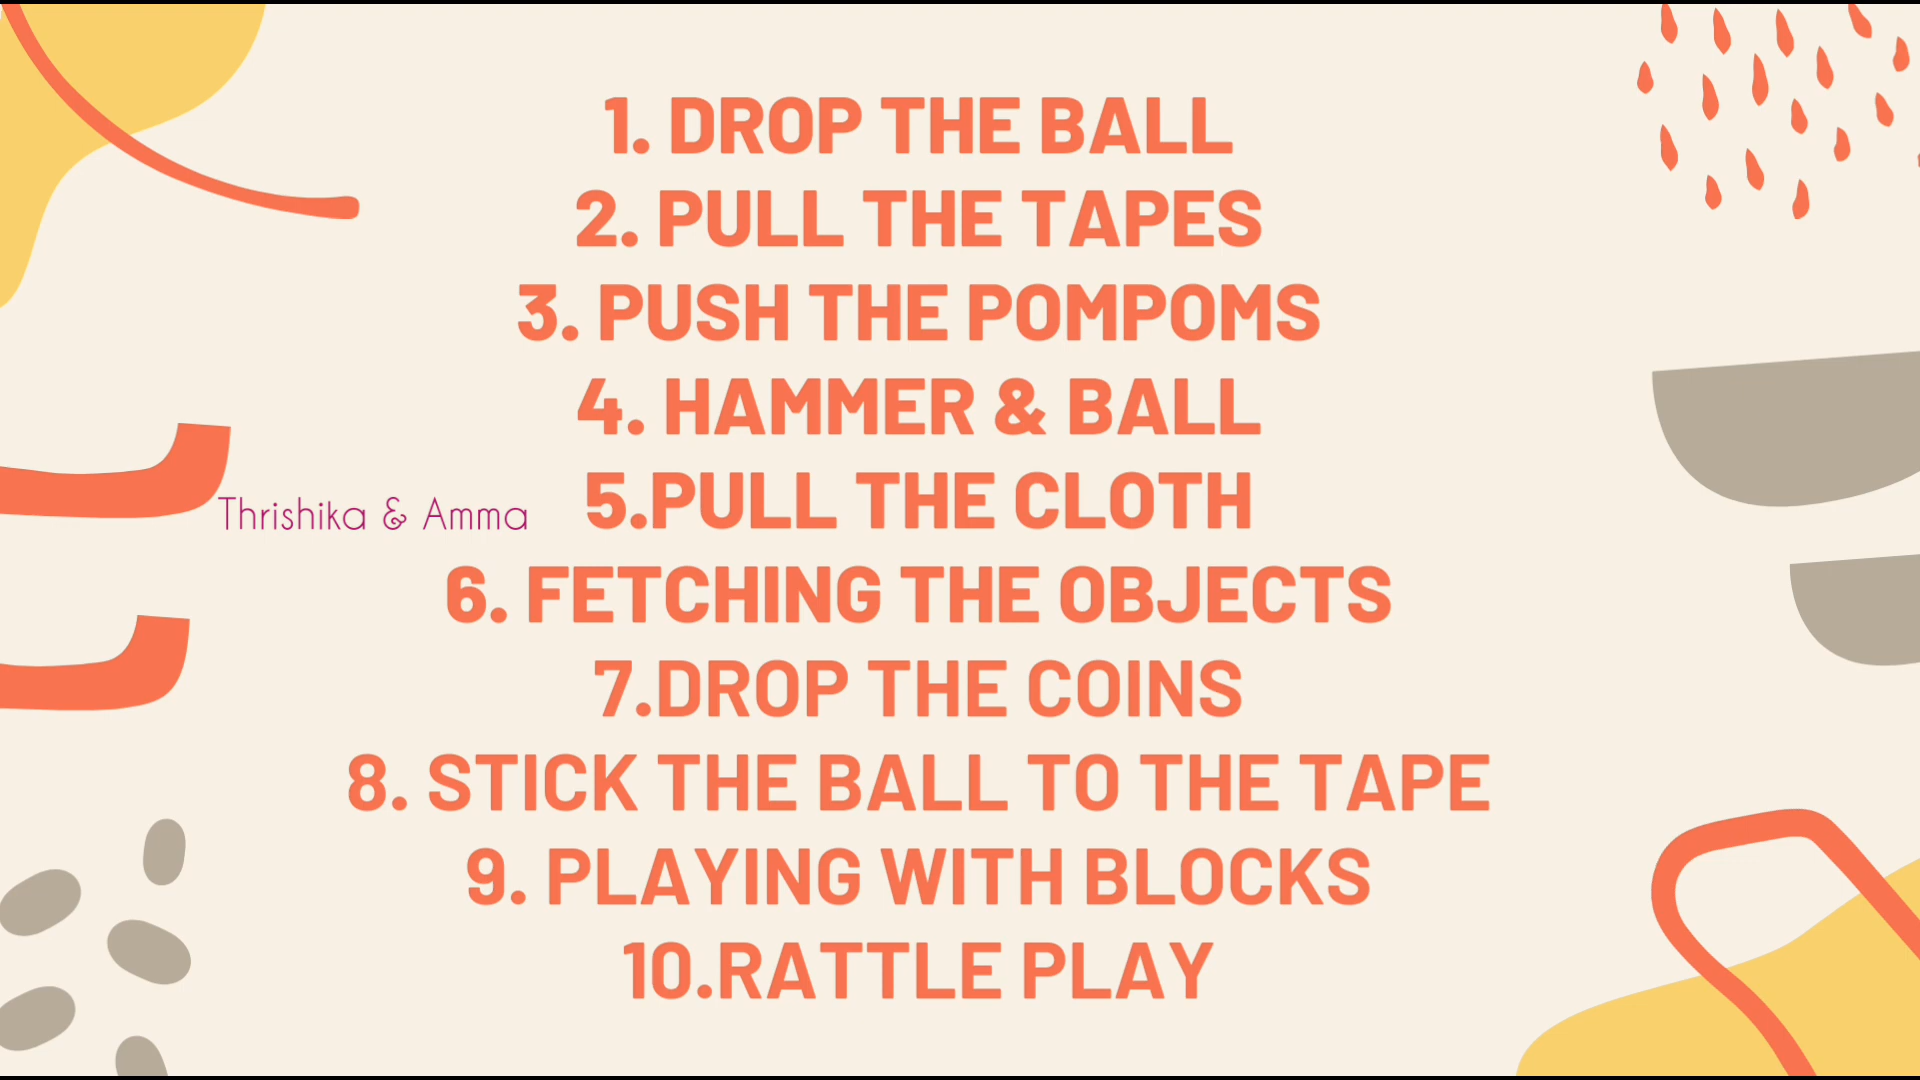 1. DROP THE BALL
2. PULL THE TAPES
3. PUSH THE POMPOMS
4. HAMMER & BALL
Thrishika & Amma
5.PULL THE CLOTH
6. FETCHING THE OBJECTS
7.DROP THE COINS
8. STICK THE BALL TO THE TAPE
9. PLAYING WITH BLOCKS
10.RATTLE PLAY